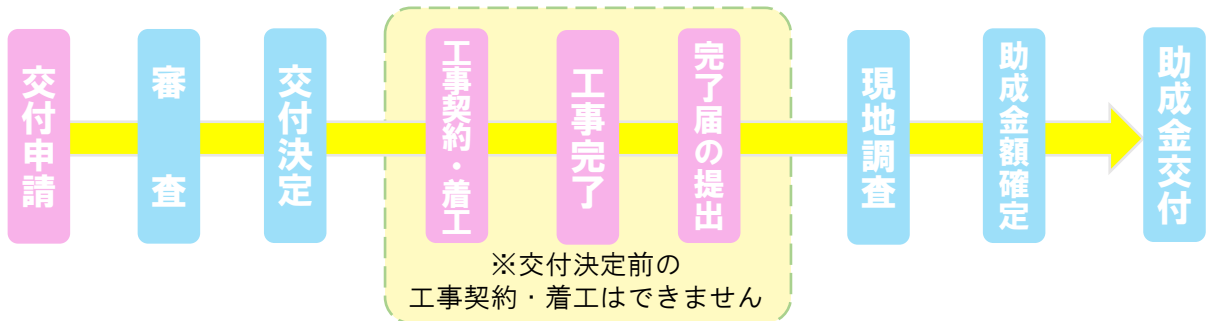 交付申請
審査
交付決定
工事契約・着工
工事完了
完了届の提出
現地調査
助成金額確定
助成金交付
※交付決定前の
工事契約・着工はできません